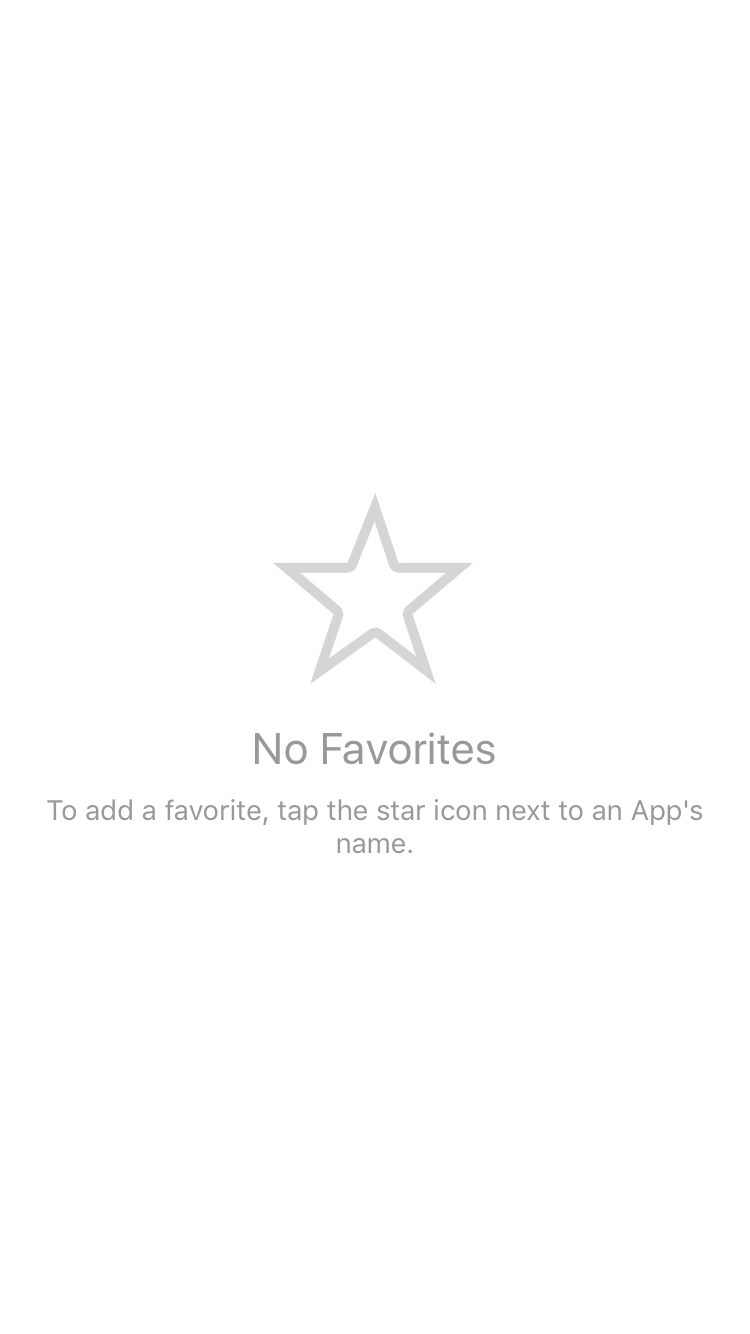 No Favorites
To add a favorite, tap the star icon next to an App's
name.